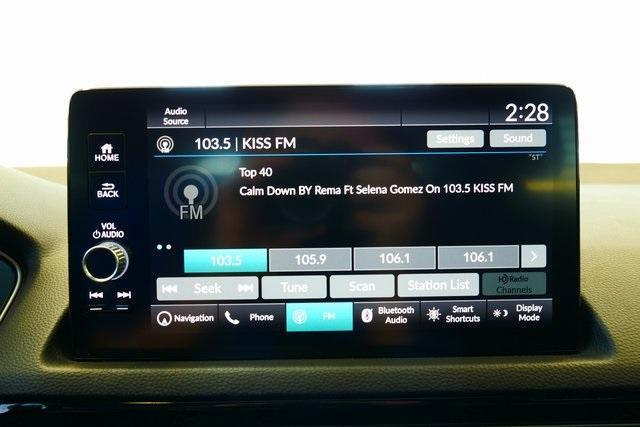 Audio
Source
2:28
HOME
103.5 | KISS FM
Settings
Sound
"ST"
BACK
Top 40
Calm Down BY Rema Ft Selena Gomez On 103.5 KISS FM
FM
VOL
AUDIO
103.5
105.9
106.1
106.1
Seek
Tune
Scan
Station List
HD Radio
Channels
Navigation
Phone
FM
Bluetooth
Audio
Smart
Shortcuts
Display
Mode